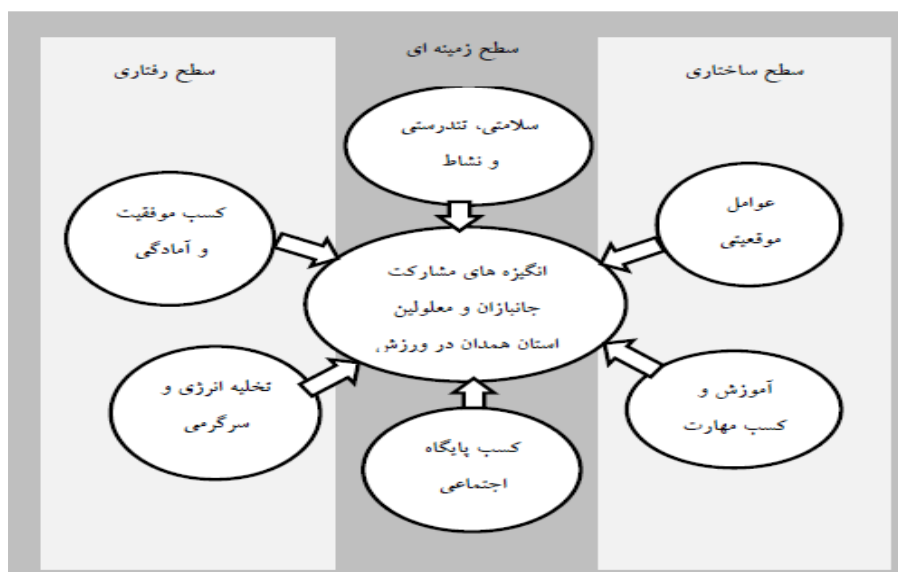 سطح ساختاری
سطح زمینه ای
سطح رفتاری
سلامتی، تندرستی
و نشاط
عوامل
موقعیتی
کسب موفقیت
و آمادگی
انگیزه های مشارکت
جانبازان و معلولین
استان همدان در ورزش
آموزش و
کسب مهارت
تخلیه انرژی و
سرگرمی
کسب پایگاه
اجتماعی